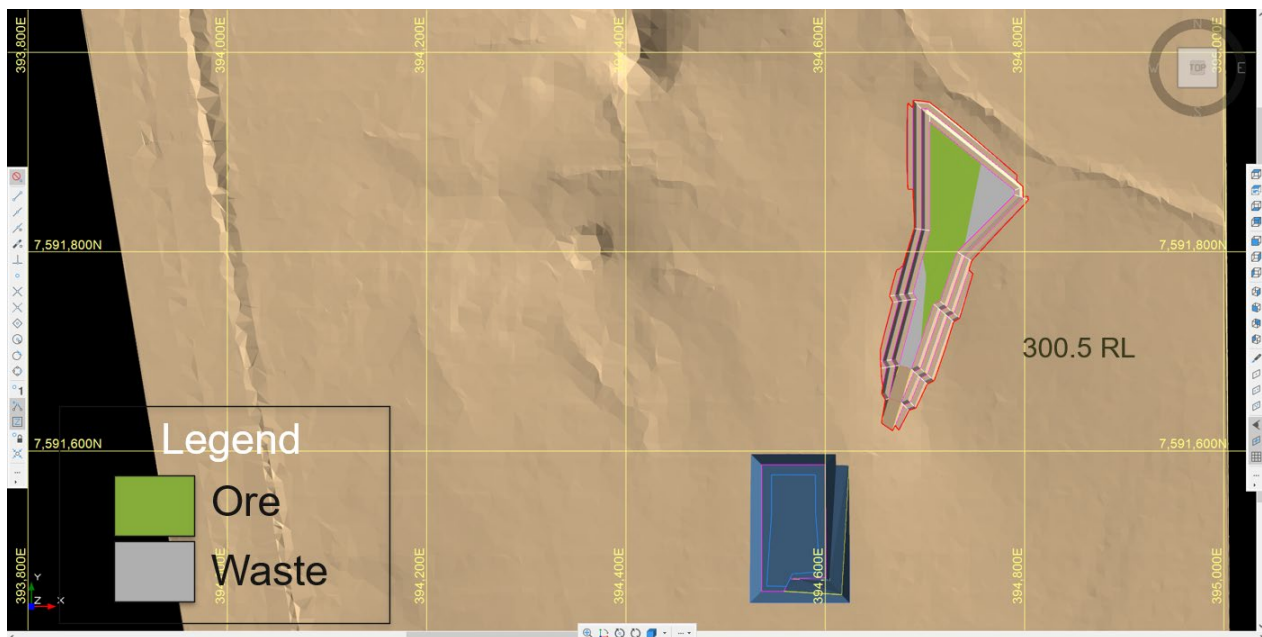 393,800E
394,000E
394,200E
394,400E
394,600E
394,800E
N
TOP
E
N
7,591,800N
7,591,800N
300.5 RL
7,591,600N
7,591,600N
Legend
Ore
Waste
393,800E
394,200E
394,400E
394,600E
394,800E
395,000E
Y
Z
X
1